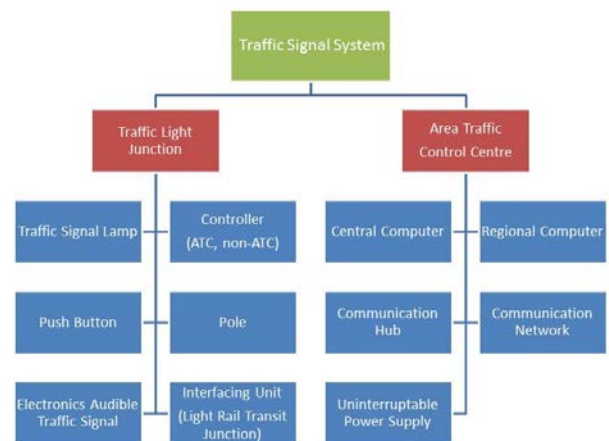 Traffic Signal System
Traffic Light
Junction
Area Traffic
Control Centre
Traffic Signal Lamp
Controller
(ATC, non-ATC)
Central Computer
Regional Computer
Push Button
Pole
Communication
Hub
Communication
Network
Electronics Audible
Traffic Signal
Interfacing Unit
(Light Rail Transit
Junction)
Uninterruptable
Power Supply